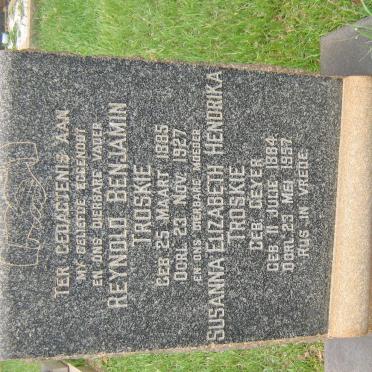 TER GEDAGTENIS AAN
MY GELIEFDE EGGENOOT
EN ONS DIERBARE VADER
REYNOLD BENJAMIN
TROSKIE
GEB. 25 MAART 1885
OORL. 28 NOV. 1927
EN ONS DIERBARE MOEDER
SUSANNA ELIZABETH HENDRIKA
TROSKIE
GEB GEYER
GEB 11 JULIE 1884
OORL. 23 MEI 1957
RUS IN VREDE